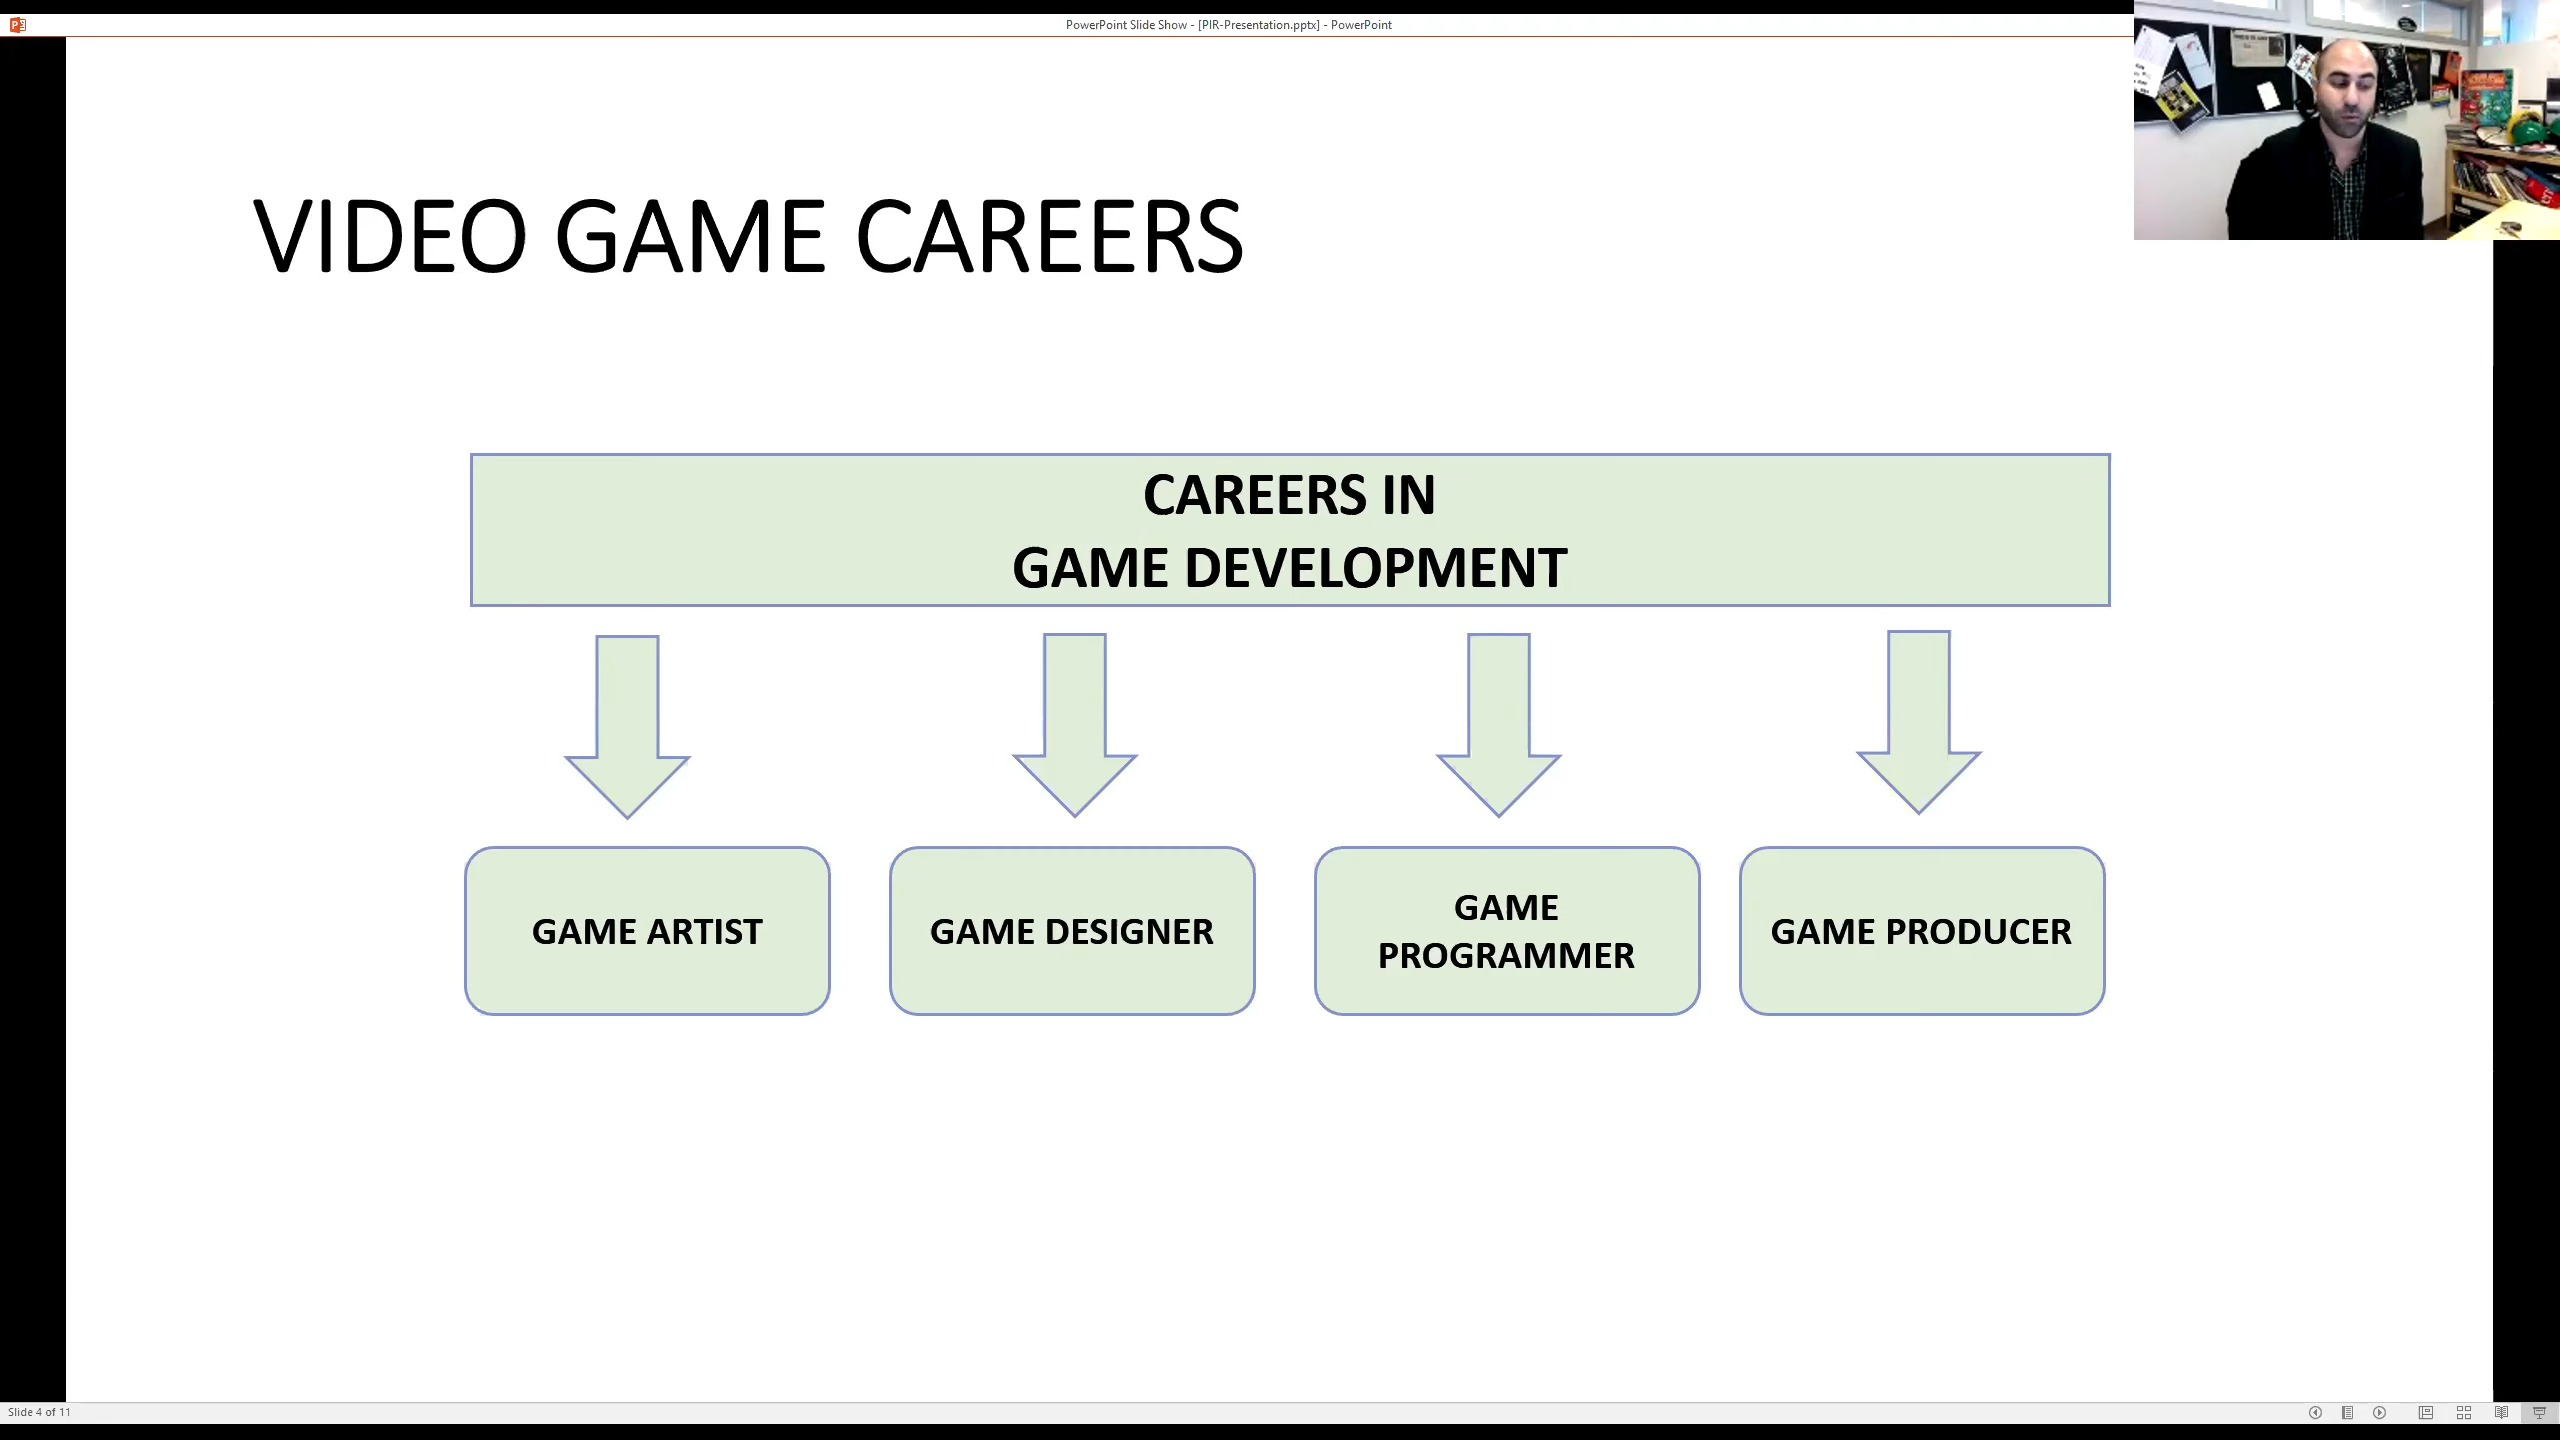 PowerPoint Slide Show - [PIR-Presentation.pptx] - PowerPoint
VIDEO GAME CAREERS
CAREERS IN
GAME DEVELOPMENT
GAME ARTIST
GAME DESIGNER
GAME
PROGRAMMER
GAME PRODUCER
Slide 4 of 11